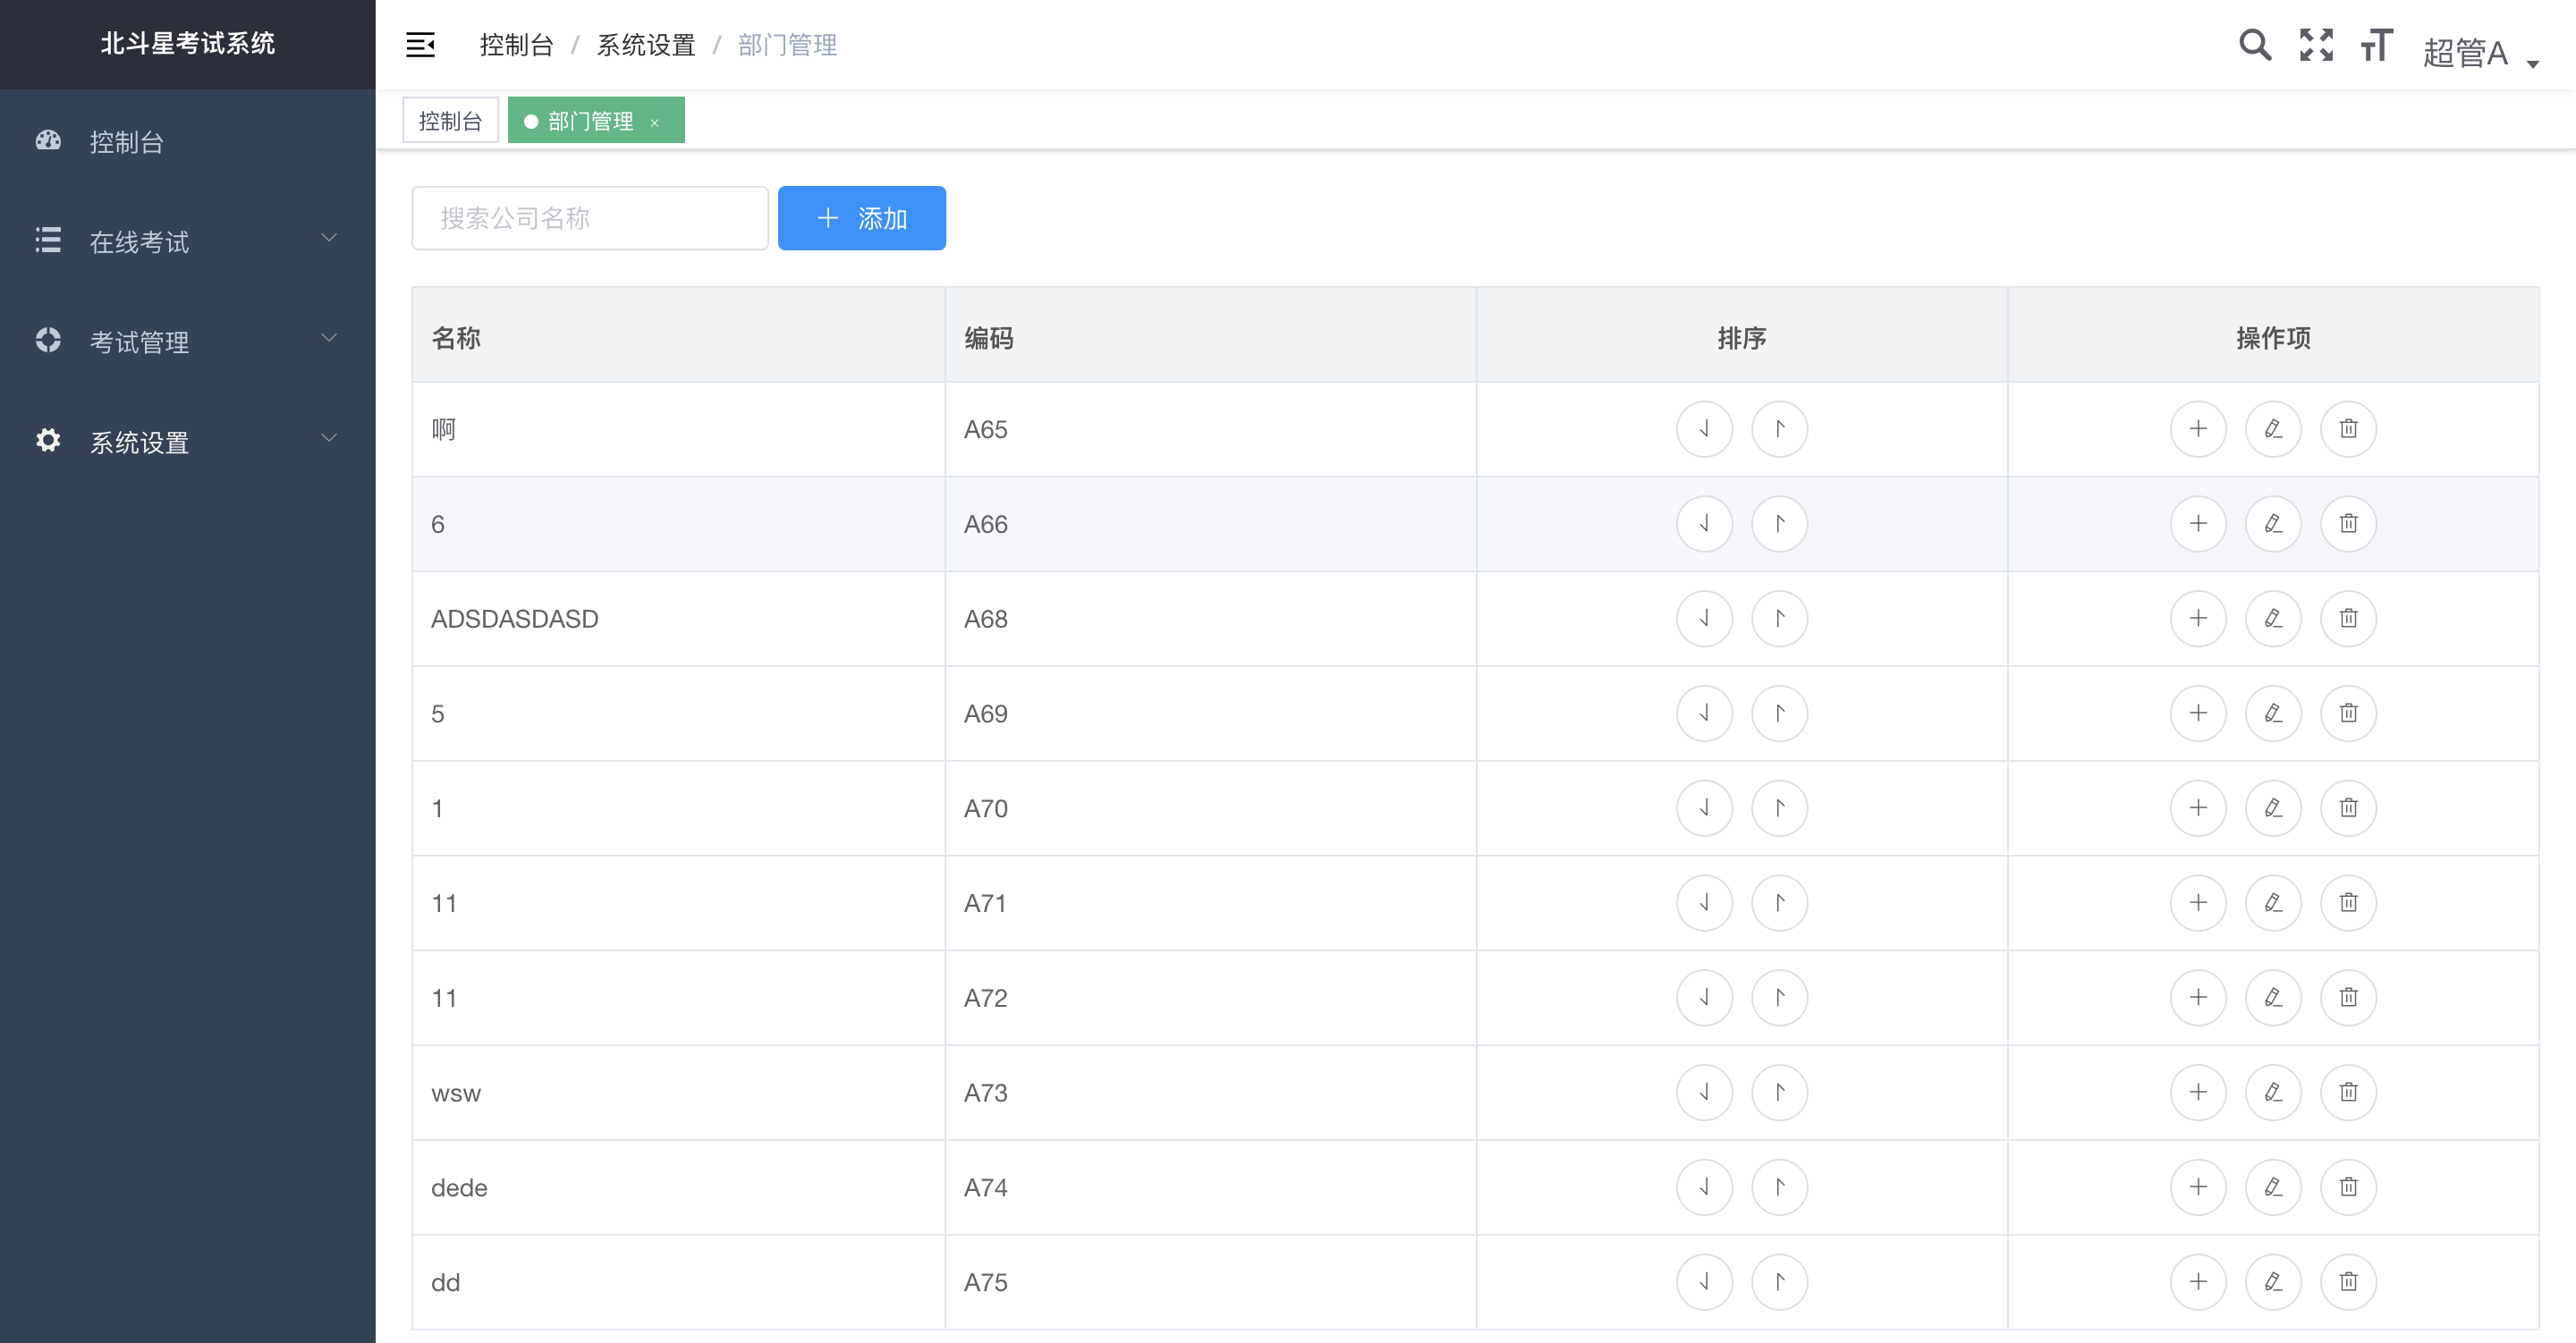 北斗星考试系统
控制台 / 系统设置 / 部门管理
超管A
控制台
在线考试
考试管理
系统设置
控制台 部门管理 ×
搜索公司名称
添加
名称 编码 排序 操作项
啊 A65
6 A66
ADSDASDASD A68
5 A69
1 A70
11 A71
11 A72
wsw A73
dede A74
dd A75